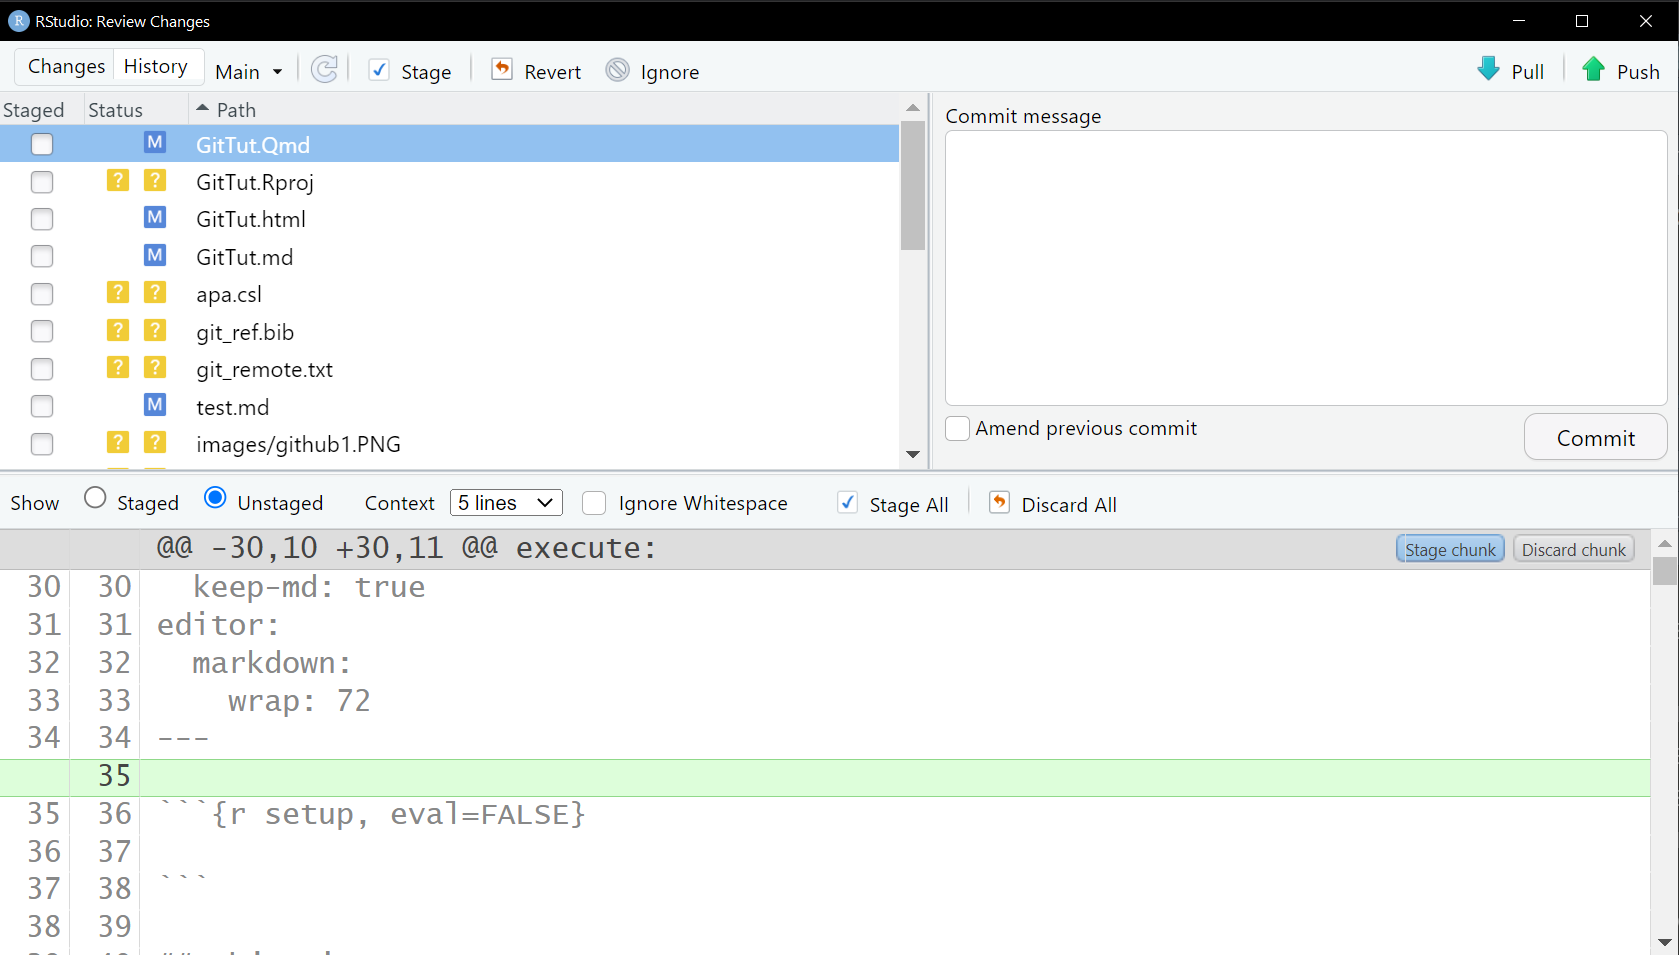 R RStudio: Review Changes
Changes History Main Stage Revert Ignore Pull Push
Staged Status Path
M GitTut.Qmd
? ? GitTut.Rproj
M GitTut.html
M GitTut.md
? ? apa.csl
? ? git_ref.bib
? ? git_remote.txt
M test.md
? ? images/github1.PNG
Commit message
Amend previous commit
Commit
Show Staged Unstaged Context 5 lines Ignore Whitespace Stage All Discard All
@@ -30,10 +30,11 @@ execute: Stage chunk Discard chunk
30 30 keep-md: true
31 31 editor:
32 32 markdown:
33 33 wrap: 72
34 34 ---
35
35 36 ```{r setup, eval=FALSE}
36 37
37 38 ```
38 39